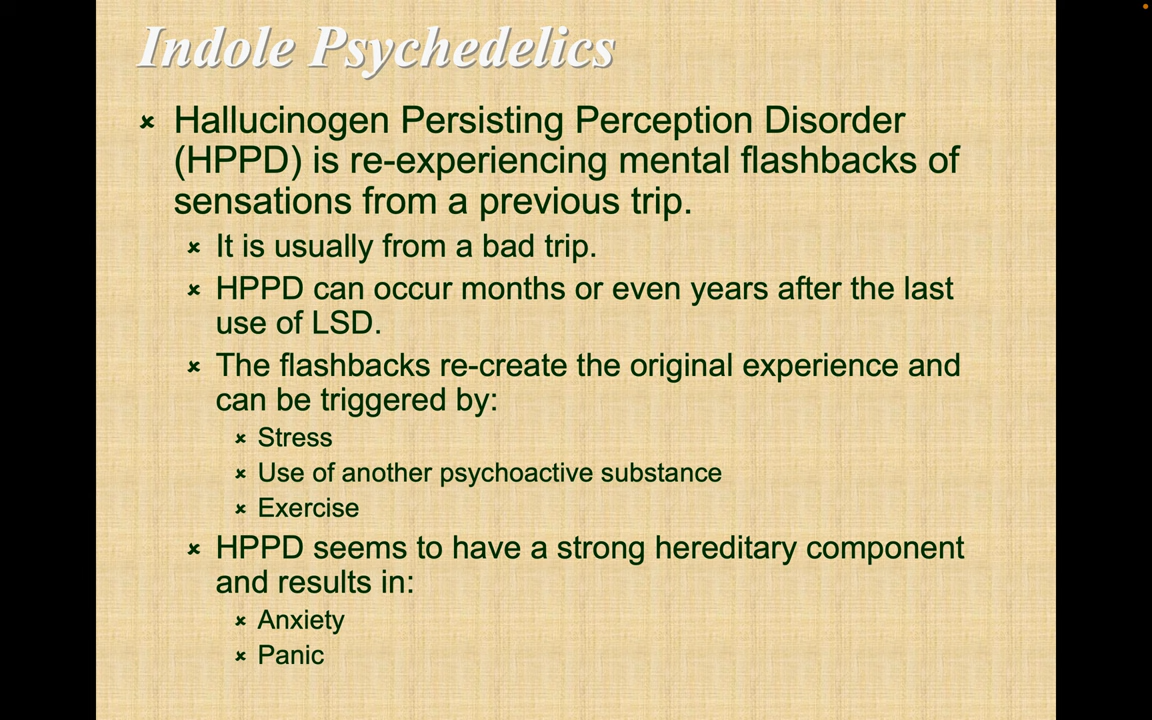 Indole Psychedelics
Hallucinogen Persisting Perception Disorder
(HPPD) is re-experiencing mental flashbacks of
sensations from a previous trip.
It is usually from a bad trip.
HPPD can occur months or even years after the last
use of LSD.
The flashbacks re-create the original experience and
can be triggered by:
Stress
Use of another psychoactive substance
Exercise
HPPD seems to have a strong hereditary component
and results in:
Anxiety
Panic